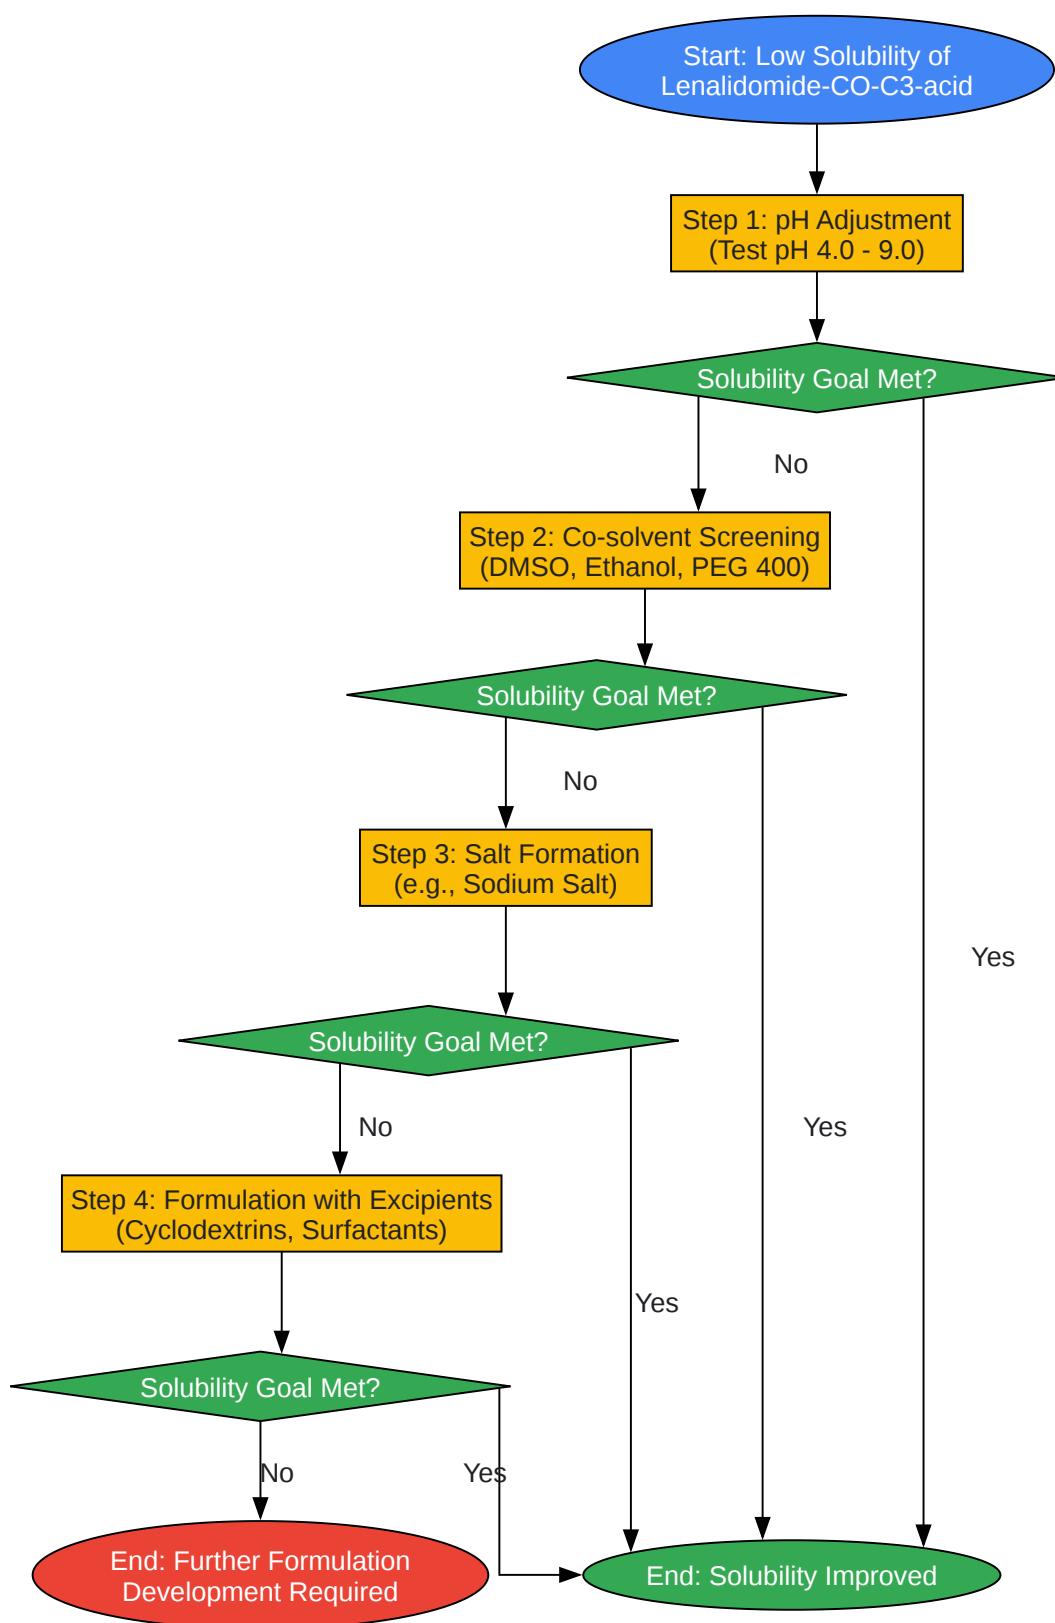 Start: Low Solubility of
Lenalidomide-CO-C3-acid
Step 1: pH Adjustment
(Test pH 4.0 - 9.0)
Solubility Goal Met?
No
Step 2: Co-solvent Screening
(DMSO, Ethanol, PEG 400)
Solubility Goal Met?
No
Step 3: Salt Formation
(e.g., Sodium Salt)
Yes
Solubility Goal Met?
No
Yes
Step 4: Formulation with Excipients
(Cyclodextrins, Surfactants)
Yes
Solubility Goal Met?
No
Yes
End: Further Formulation
Development Required
End: Solubility Improved